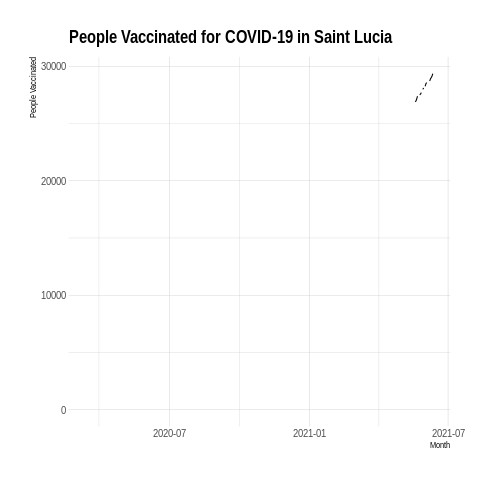 People Vaccinated for COVID-19 in Saint Lucia
People Vaccinated
30000
20000
10000
0
2020-07
2021-01
2021-07
Month